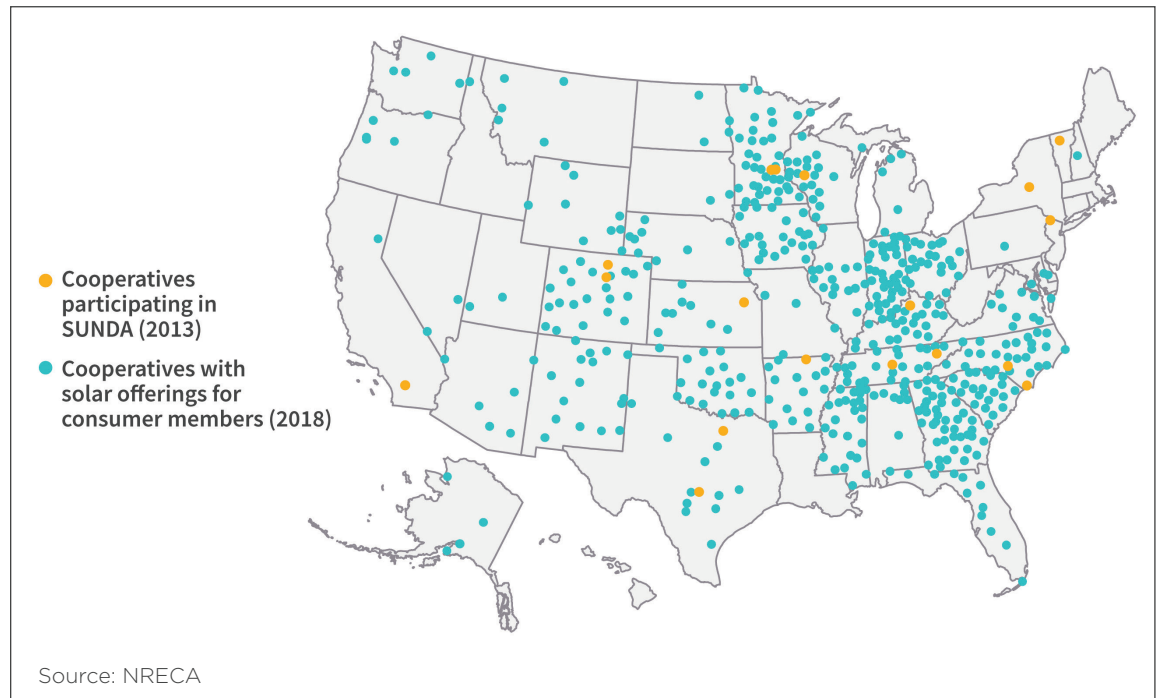 Cooperatives
participating in
SUNDA (2013)
Cooperatives with
solar offerings for
consumer members (2018)
Source: NRECA